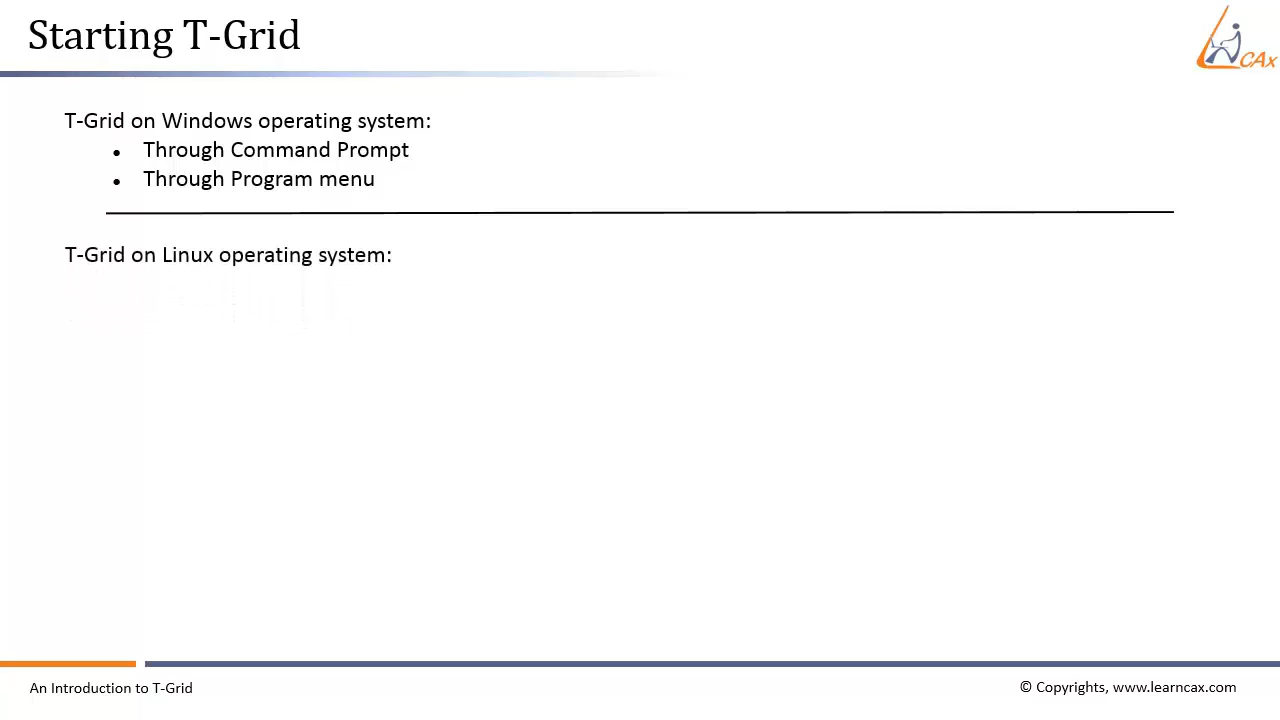 Starting T-Grid
CAx
T-Grid on Windows operating system:
• Through Command Prompt
• Through Program menu
T-Grid on Linux operating system:
An Introduction to T-Grid
© Copyrights, www.learncax.com